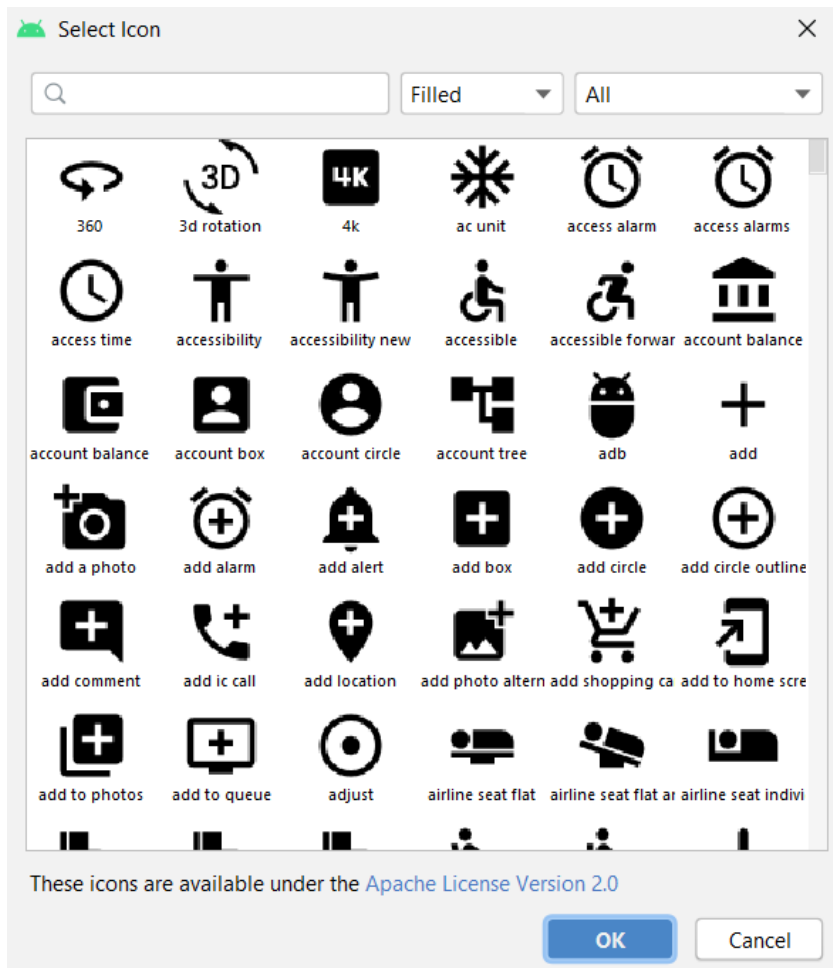 Select Icon
Filled
All
3D
4K
360
3d rotation
4k
ac unit
access alarm
access alarms
access time
accessibility
accessibility new
accessible
accessible forwar
account balance
account balance
account box
account circle
account tree
adb
add
add a photo
add alarm
add alert
add box
add circle
add circle outline
add comment
add ic call
add location
add photo altern
add shopping ca
add to home scre
add to photos
add to queue
adjust
airline seat flat
airline seat flat ar
airline seat indivi
These icons are available under the Apache License Version 2.0
OK
Cancel